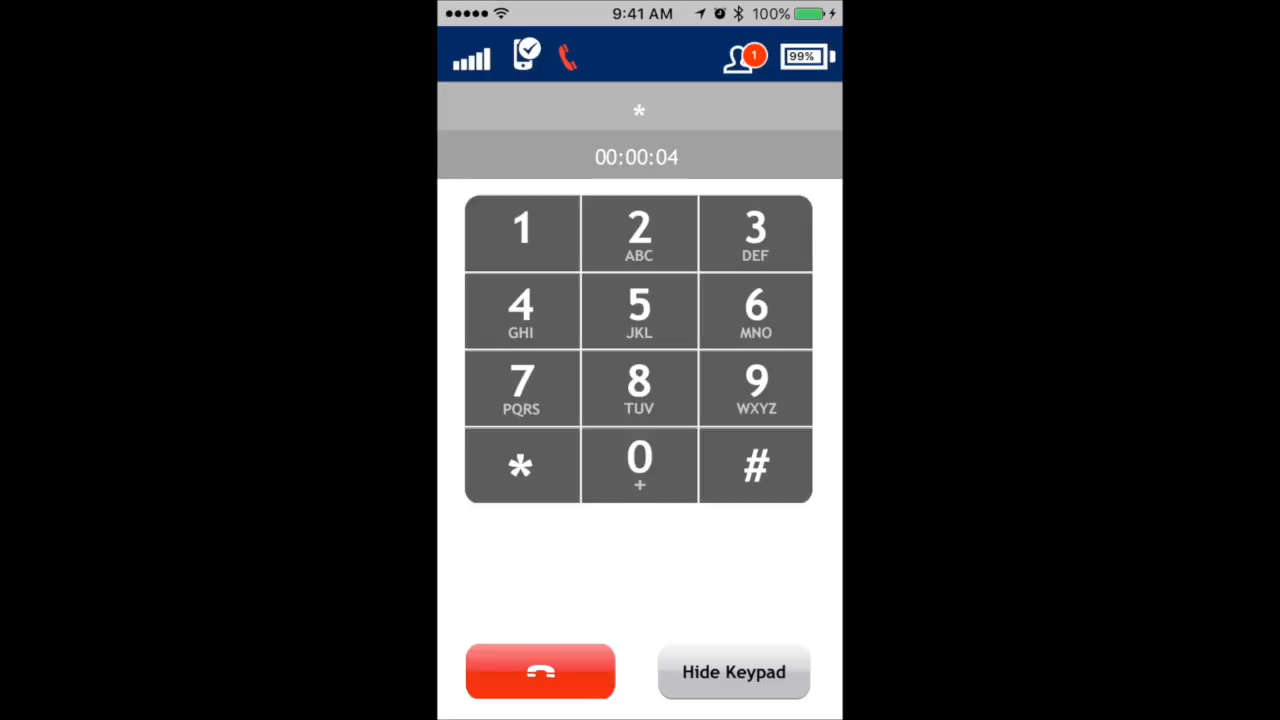 9:41 AM 100%
1 99%
*
00:00:04
1 2 3
ABC DEF
4 5 6
GHI JKL MNO
7 8 9
PQRS TUV WXYZ
* 0 #
+
Hide Keypad